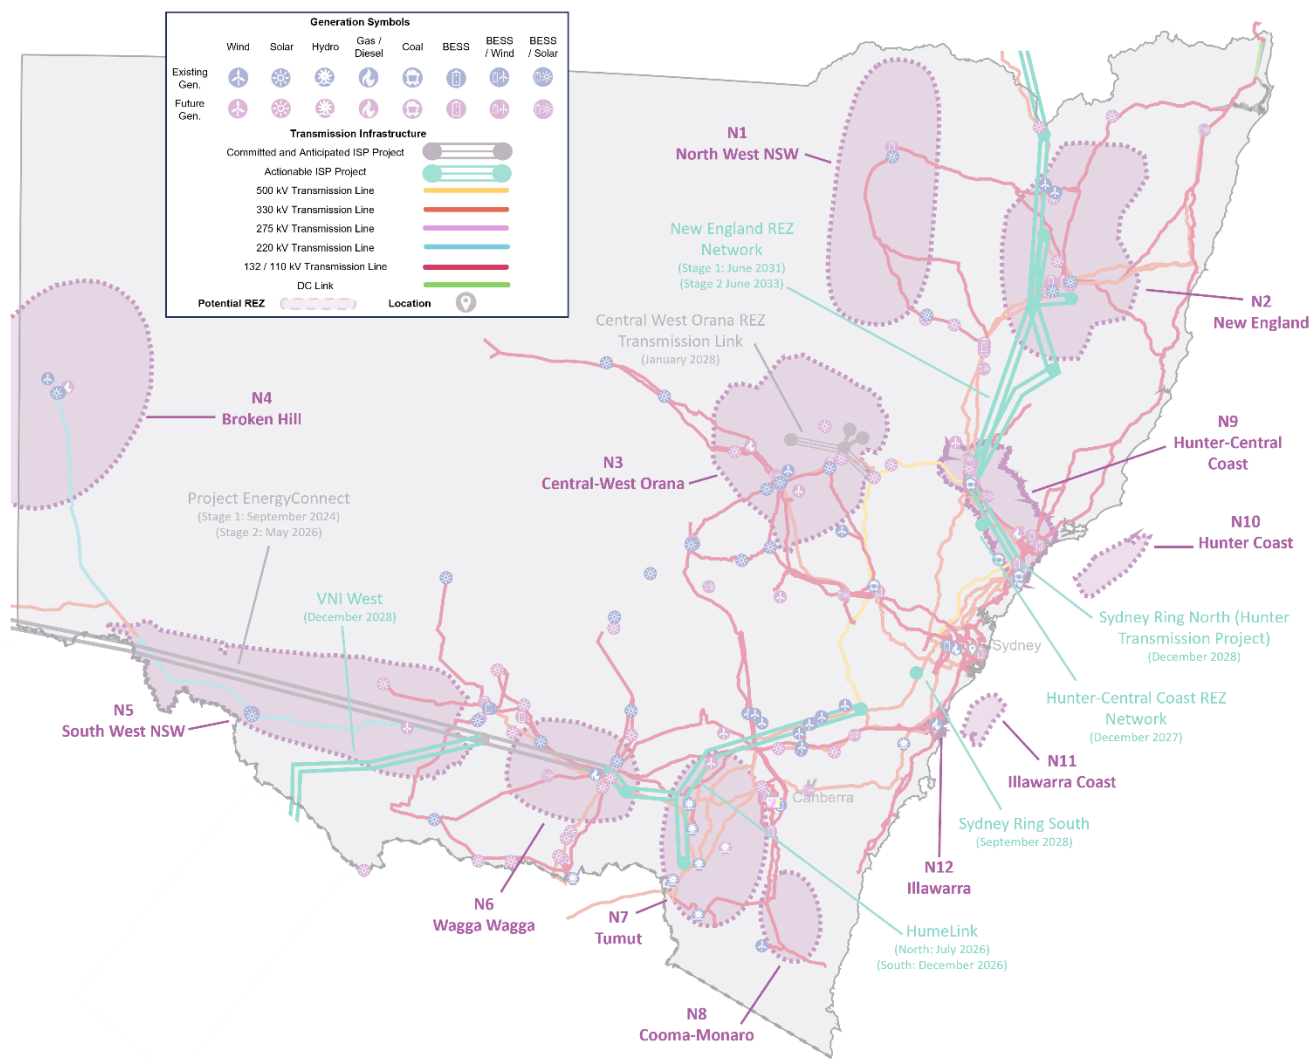 Generation Symbols
Wind Solar Hydro Gas / Diesel Coal BESS BESS / Wind BESS / Solar
Existing Gen.
Future Gen.
Transmission Infrastructure
Committed and Anticipated ISP Project
Actionable ISP Project
500 kV Transmission Line
330 kV Transmission Line
275 kV Transmission Line
220 kV Transmission Line
132 / 110 kV Transmission Line
DC Link
Potential REZ Location
N1
North West NSW
New England REZ
Network
(Stage 1: June 2031)
(Stage 2 June 2033)
N2
New England
Central West Orana REZ
Transmission Link
(January 2028)
N4
Broken Hill
N3
Central-West Orana
N9
Hunter-Central
Coast
Project EnergyConnect
(Stage 1: September 2024)
(Stage 2: May 2026)
N10
Hunter Coast
VNI West
(December 2028)
Sydney Ring North (Hunter
Transmission Project)
(December 2028)
Sydney
Hunter-Central Coast REZ
Network
(December 2027)
N5
South West NSW
N11
Illawarra Coast
Canberra
Sydney Ring South
(September 2028)
N12
Illawarra
N6
Wagga Wagga
N7
Tumut
HumeLink
(North: July 2026)
(South: December 2026)
N8
Cooma-Monaro